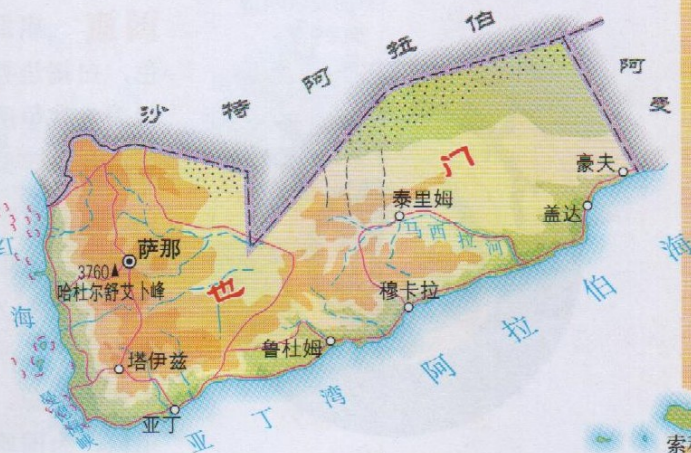 沙特阿拉伯
阿曼
也门
豪夫
盖达
泰里姆
马西拉河
萨那
3760
哈杜尔舒艾卜峰
穆卡拉
鲁杜姆
塔伊兹
亚丁
红海
亚丁湾
阿拉伯海
索科